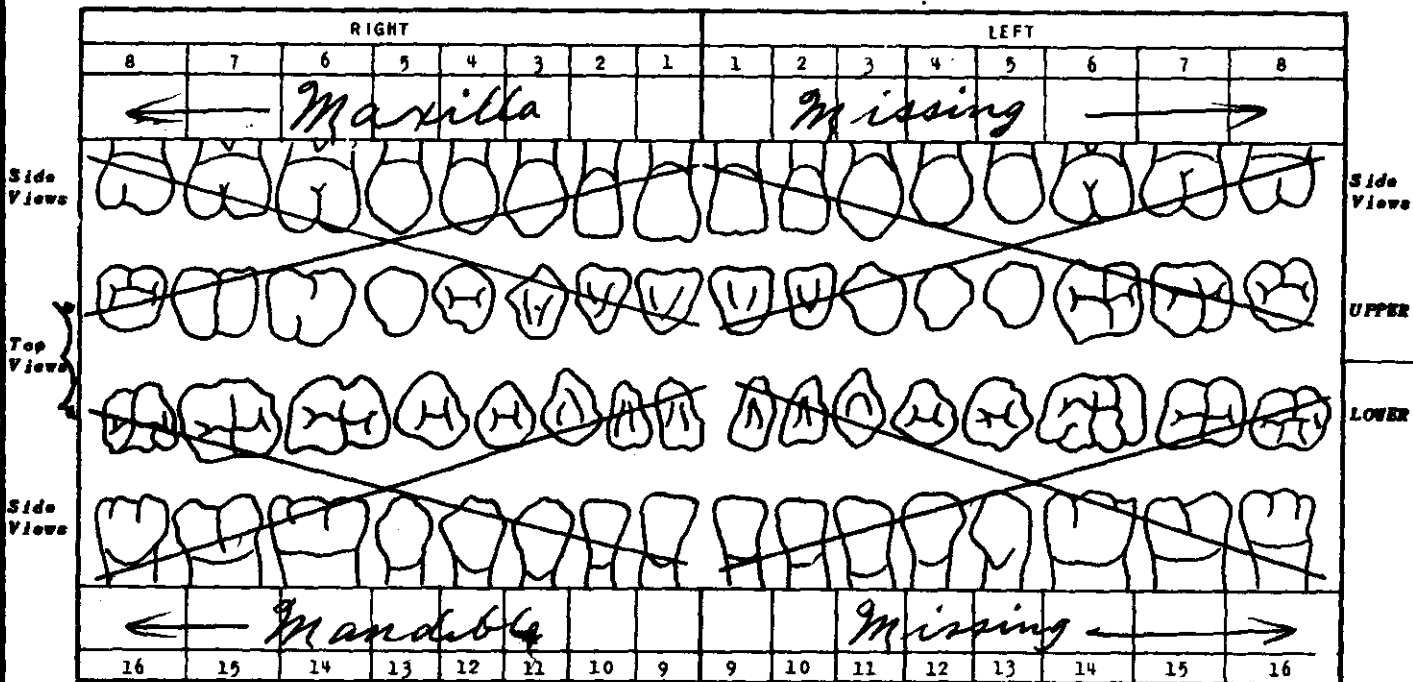 RIGHT LEFT
8 7 6 5 4 3 2 1 1 2 3 4 5 6 7 8
Maxilla Missing
Side
Views
Side
Views
UPPER
Top
Views
LOWER
Side
Views
Mandible Missing
16 15 14 13 12 11 10 9 9 10 11 12 13 14 15 16